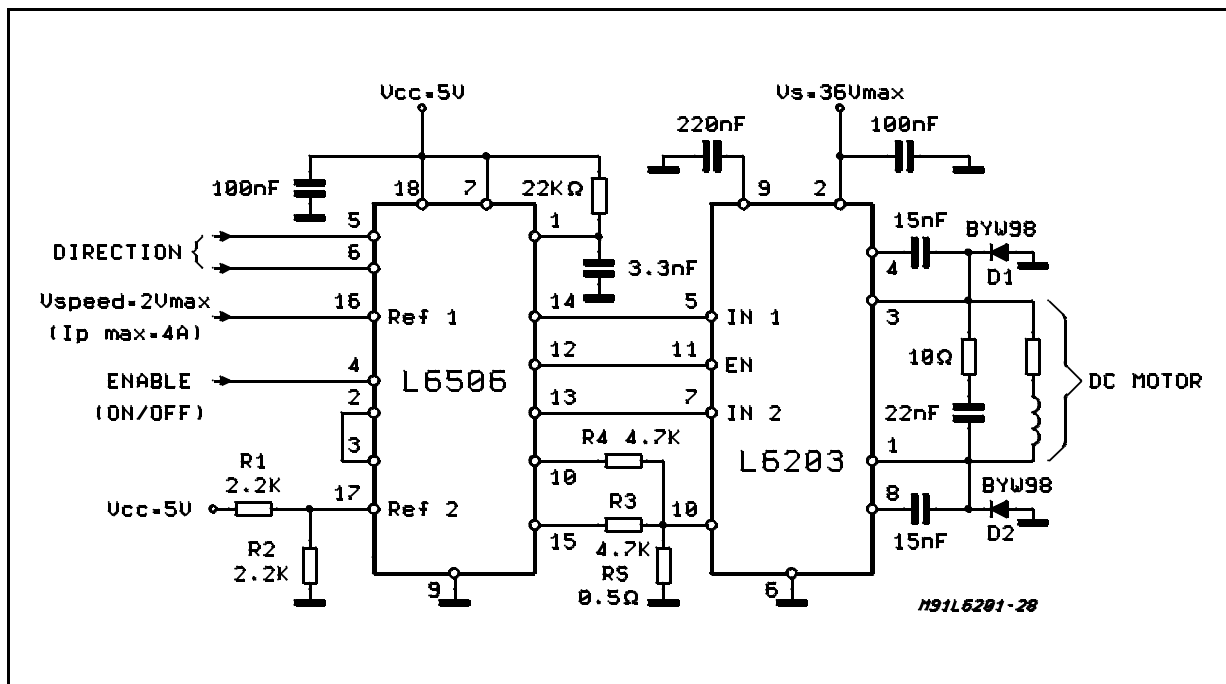 Vcc=5V
Vs=36Vmax
220nF
100nF
9
2
100nF
18
7
22KΩ
5
1
DIRECTION {
6
3.3nF
15nF
BYW98
4
D1
Vspeed=2Vmax
16
Ref 1
14
5
IN 1
3
(Ip max=4A)
12
11
EN
10Ω
ENABLE
4
L6506
DC MOTOR
(ON/OFF)
2
13
7
IN 2
22nF
3
R4 4.7K
L6203
1
R1
2.2K
10
8
BYW98
Vcc=5V
17
Ref 2
R3
10
15nF
D2
R2
2.2K
15
4.7K
RS
0.5Ω
9
6
M91L6201-28